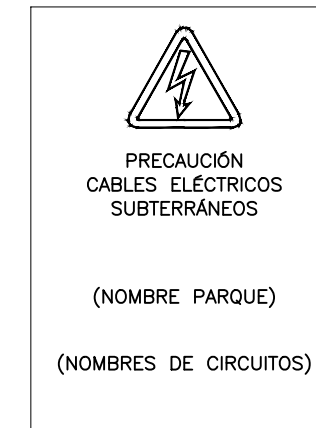 PRECAUCIÓN
CABLES ELÉCTRICOS
SUBTERRÁNEOS
(NOMBRE PARQUE)
(NOMBRES DE CIRCUITOS)